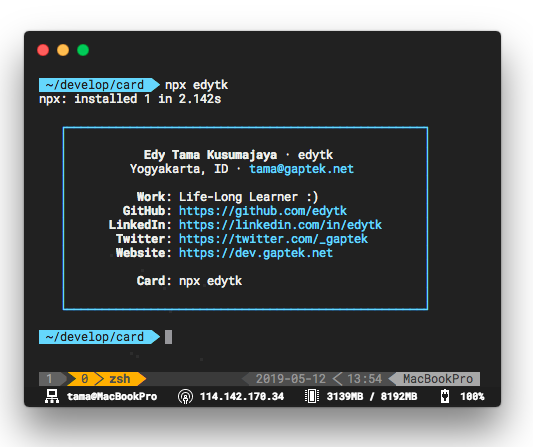 ~/develop/card npx edytk
npx: installed 1 in 2.142s
Edy Tama Kusumajaya · edytk
Yogyakarta, ID · tama@gaptek.net
Work: Life-Long Learner :)
GitHub: https://github.com/edytk
LinkedIn: https://linkedin.com/in/edytk
Twitter: https://twitter.com/_gaptek
Website: https://dev.gaptek.net
Card: npx edytk
~/develop/card
1 0 zsh 2019-05-12 13:54 MacBookPro
tama@MacBookPro 114.142.170.34 3139MB / 8192MB 100%